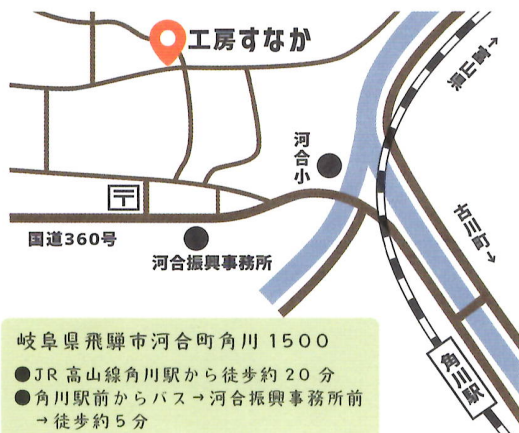 工房すなか
富山へ
河合小
古川町へ
〒
国道360号
河合振興事務所
角川駅
岐阜県飛騨市河合町角川1500
●JR高山線角川駅から徒歩約20分
●角川駅前からバス→河合振興事務所前
→徒歩約5分